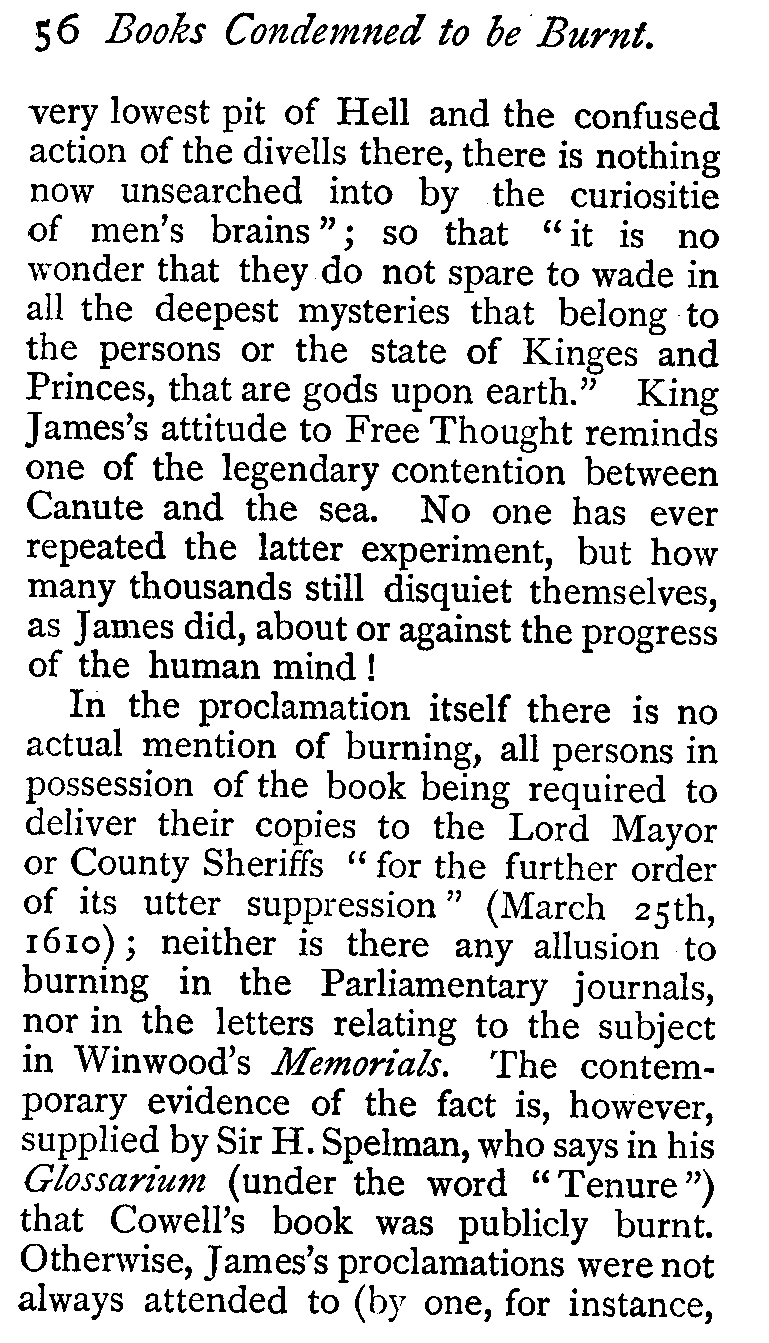 56 Books Condemned to be Burnt.
very lowest pit of Hell and the confused
action of the divells there, there is nothing
now unsearched into by the curiositie
of men's brains"; so that "it is no
wonder that they do not spare to wade in
all the deepest mysteries that belong to
the persons or the state of Kinges and
Princes, that are gods upon earth." King
James's attitude to Free Thought reminds
one of the legendary contention between
Canute and the sea. No one has ever
repeated the latter experiment, but how
many thousands still disquiet themselves,
as James did, about or against the progress
of the human mind!
In the proclamation itself there is no
actual mention of burning, all persons in
possession of the book being required to
deliver their copies to the Lord Mayor
or County Sheriffs "for the further order
of its utter suppression" (March 25th,
1610); neither is there any allusion to
burning in the Parliamentary journals,
nor in the letters relating to the subject
in Winwood's Memorials. The contem-
porary evidence of the fact is, however,
supplied by Sir H. Spelman, who says in his
Glossarium (under the word "Tenure")
that Cowell's book was publicly burnt.
Otherwise, James's proclamations were not
always attended to (by one, for instance,